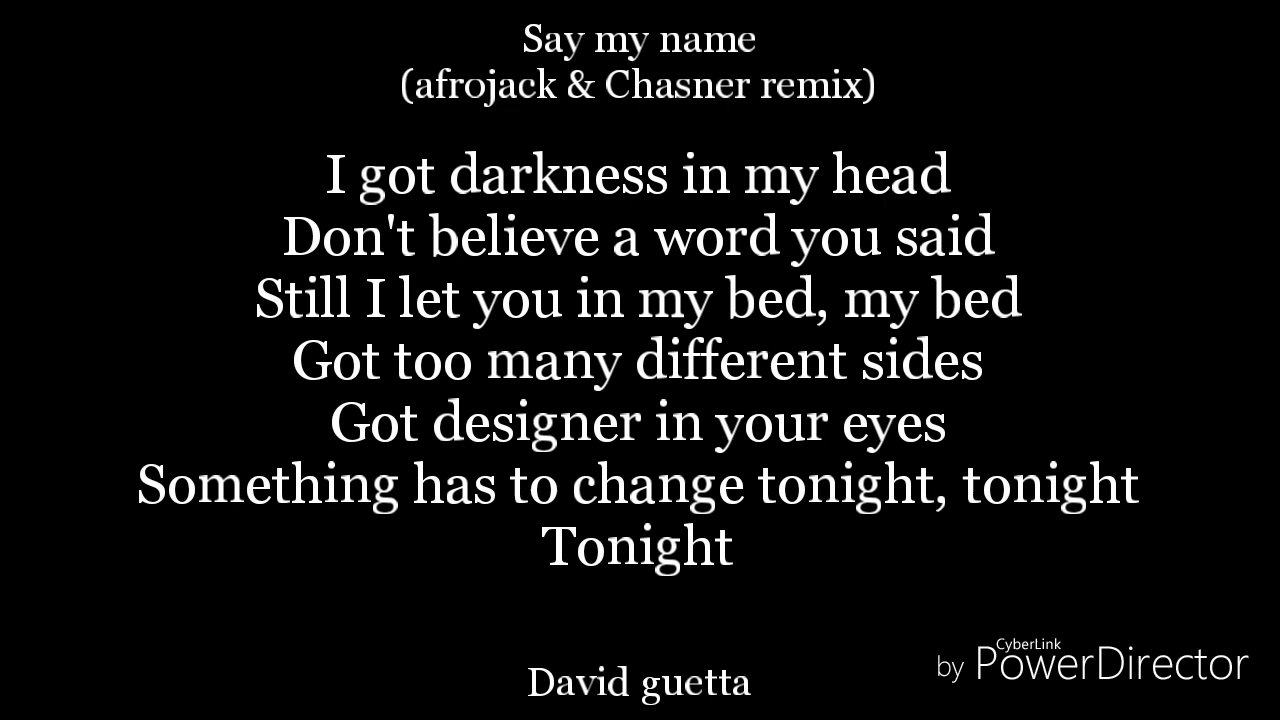 Say my name
(afrojack & Chasner remix)
I got darkness in my head
Don't believe a word you said
Still I let you in my bed, my bed
Got too many different sides
Got designer in your eyes
Something has to change tonight, tonight
Tonight
David guetta
CyberLink
by PowerDirector